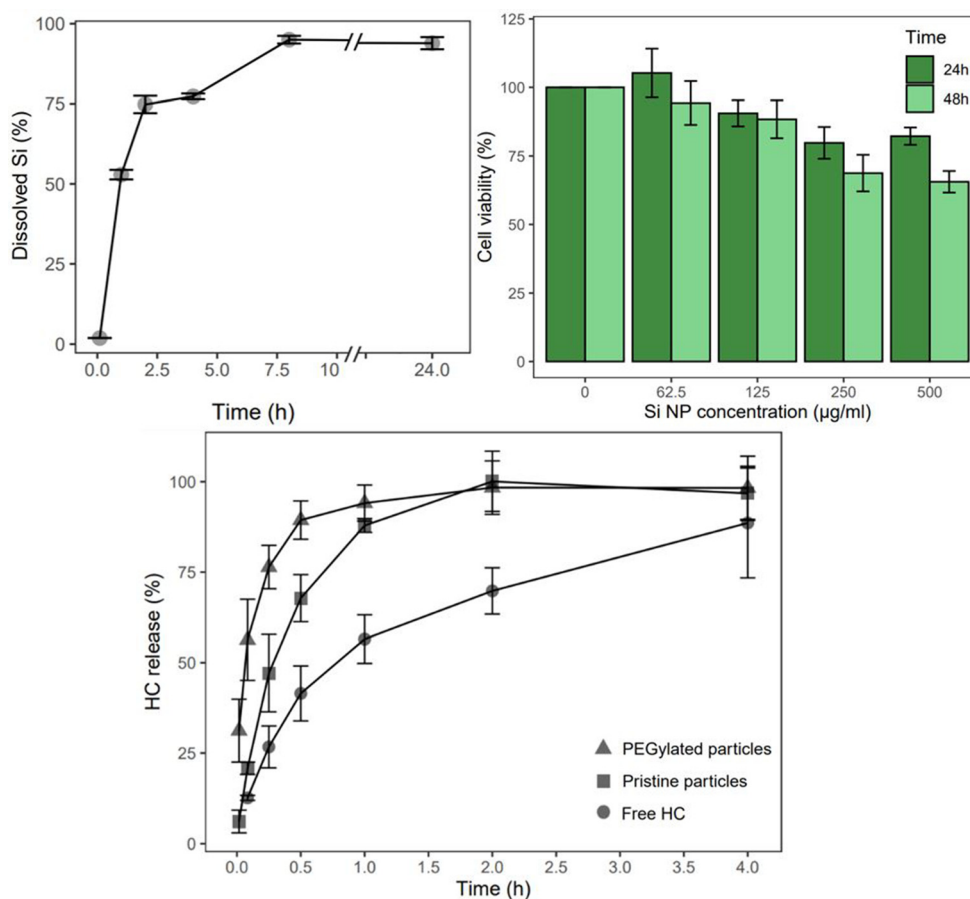 Dissolved Si (%)
100
75
50
25
0
0.0 2.5 5.0 7.5 10 24.0
Time (h)
Cell viability (%)
125
100
75
50
25
0
0 62.5 125 250 500
Si NP concentration (µg/ml)
Time
24h
48h
HC release (%)
100
75
50
25
0
PEGylated particles
Pristine particles
Free HC
0.0 0.5 1.0 1.5 2.0 2.5 3.0 3.5 4.0
Time (h)